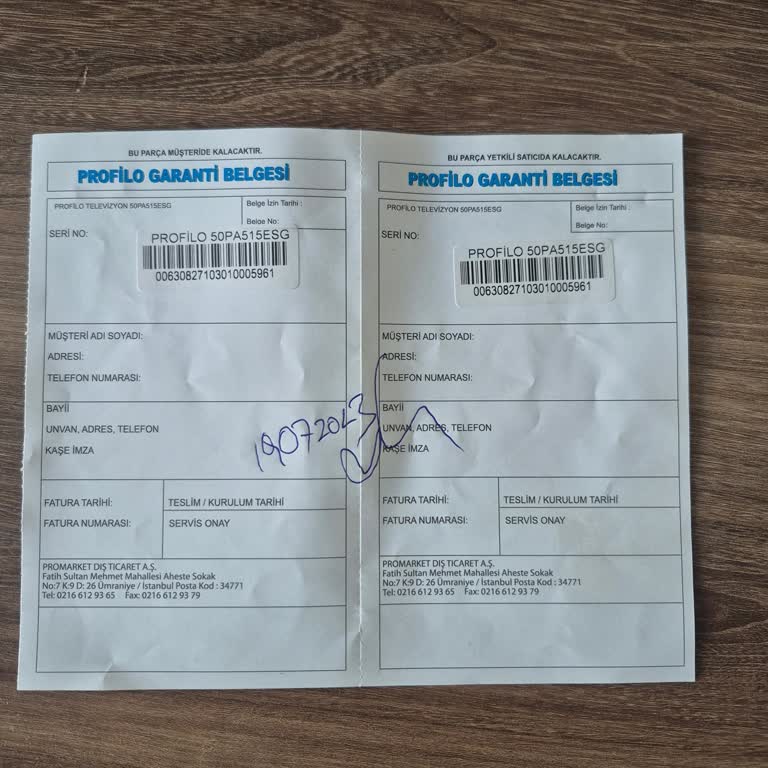 BU PARÇA MÜŞTERİDE KALACAKTIR.
PROFİLO GARANTİ BELGESİ
PROFİLO TELEVİZYON 50PA515ESG
Belge İzin Tarihi :
Belge No:
SERİ NO:
PROFİLO 50PA515ESG
00630827103010005961
MÜŞTERİ ADI SOYADI:
ADRESİ:
TELEFON NUMARASI:
BAYİİ
UNVAN, ADRES, TELEFON
KAŞE İMZA
19072023
FATURA TARİHİ:
TESLİM / KURULUM TARİHİ
FATURA NUMARASI:
SERVİS ONAY
PROMARKET DIŞ TİCARET A.Ş.
Fatih Sultan Mehmet Mahallesi Aheste Sokak
No:7 K:9 D: 26 Ümraniye / İstanbul Posta Kod : 34771
Tel: 0216 612 93 65 Fax: 0216 612 93 79
BU PARÇA YETKİLİ SATICIDA KALACAKTIR.
PROFİLO GARANTİ BELGESİ
PROFİLO TELEVİZYON 50PA515ESG
Belge İzin Tarihi :
Belge No:
SERİ NO:
PROFİLO 50PA515ESG
00630827103010005961
MÜŞTERİ ADI SOYADI:
ADRESİ:
TELEFON NUMARASI:
BAYİİ
UNVAN, ADRES, TELEFON
KAŞE İMZA
FATURA TARİHİ:
TESLİM / KURULUM TARİHİ
FATURA NUMARASI:
SERVİS ONAY
PROMARKET DIŞ TİCARET A.Ş.
Fatih Sultan Mehmet Mahallesi Aheste Sokak
No:7 K:9 D: 26 Ümraniye / İstanbul Posta Kod : 34771
Tel: 0216 612 93 65 Fax: 0216 612 93 79